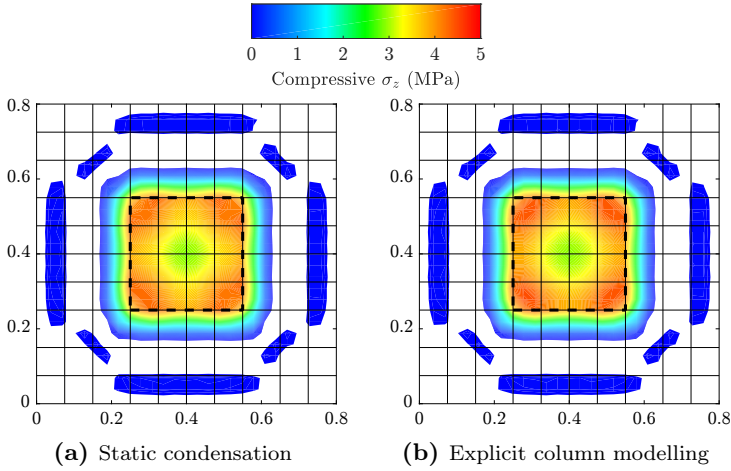 0 1 2 3 4 5
Compressive σz (MPa)
0.8 0.8
0.6 0.6
0.4 0.4
0.2 0.2
0 0
0 0.2 0.4 0.6 0.8 0 0.2 0.4 0.6 0.8
(a) Static condensation (b) Explicit column modelling